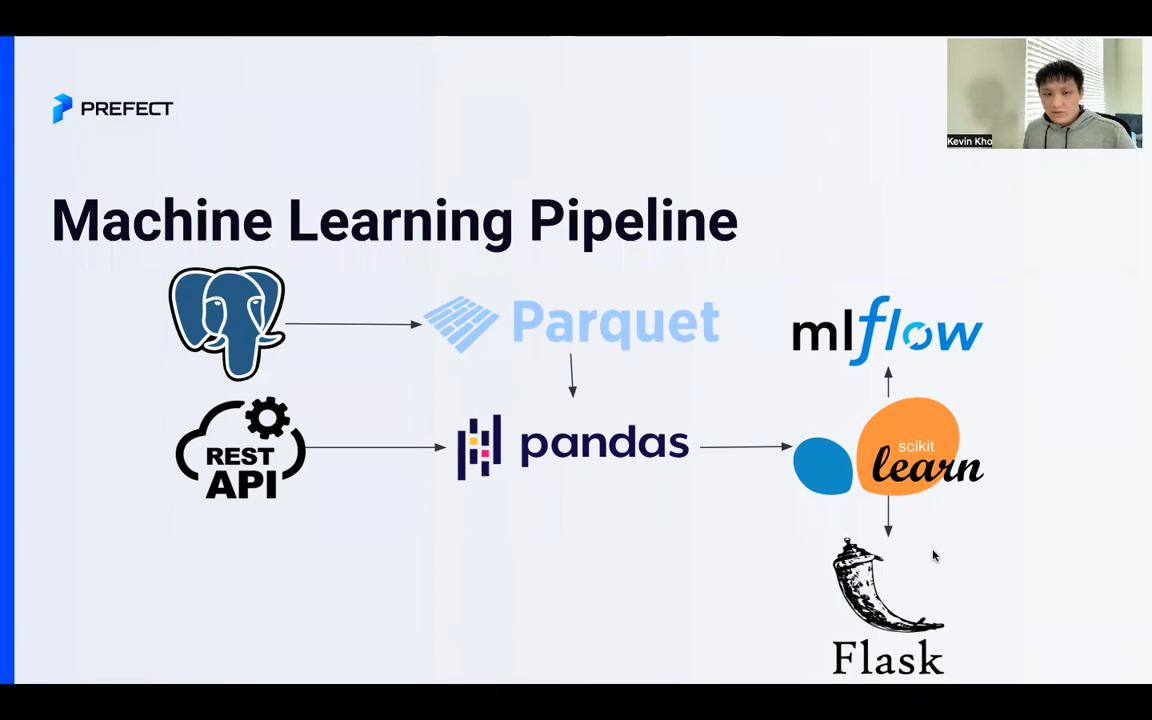 PREFECT
Kevin Kho
Machine Learning Pipeline
Parquet
mlflow
REST
API
pandas
scikit
learn
Flask